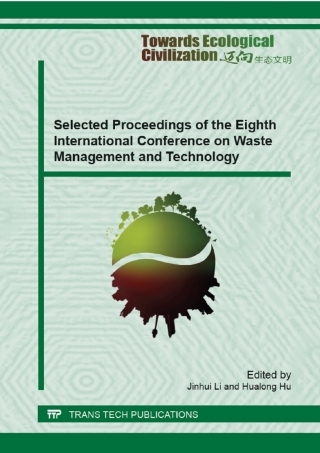 Towards Ecological
Civilization 迈向生态文明
Selected Proceedings of the Eighth
International Conference on Waste
Management and Technology
Edited by
Jinhui Li and Hualong Hu
TTP TRANS TECH PUBLICATIONS